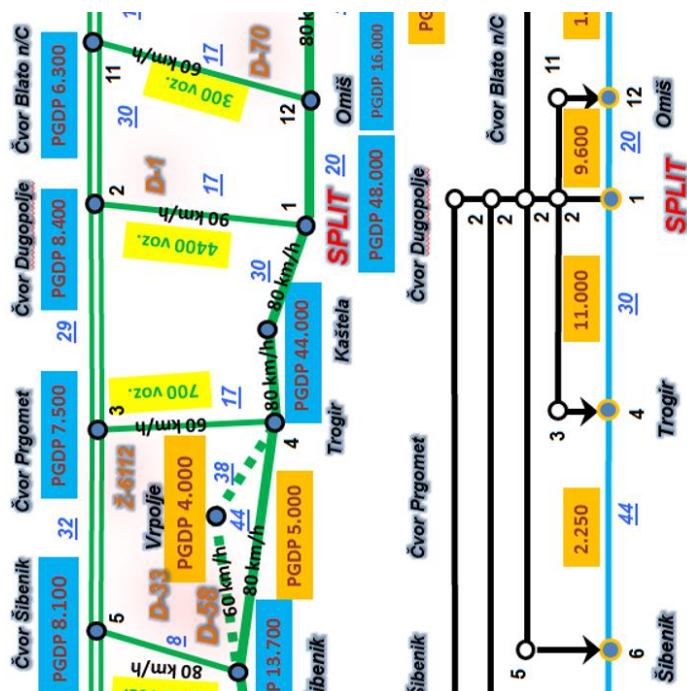 Čvor Blato n/C
PGDP 6.300
11
30
60 km/h
17
300 voz.
D-70
80 k
12
Omiš
PGDP 16.000
20
Čvor Dugopolje
PGDP 8.400
2
D-1
17
90 km/h
4400 voz.
1
SPLIT
PGDP 48.000
30
80 km/h
29
Kaštela
PGDP 44.000
80 km/h
Čvor Prgomet
PGDP 7.500
3
700 voz.
17
60 km/h
4
Trogir
Ž-6112
Vrpolje
PGDP 4.000
38
44
32
D-33
D-58
60 km/h
80 km/h
PGDP 5.000
Čvor Šibenik
PGDP 8.100
5
8
80 km/h
P 13.700
ibenik
Čvor Blato n/C
11
1.
12
Omiš
9.600
20
Čvor Dugopolje
2
2
2
2
1
SPLIT
11.000
30
3
4
Trogir
Čvor Prgomet
2.250
44
5
6
Šibenik
Šibenik